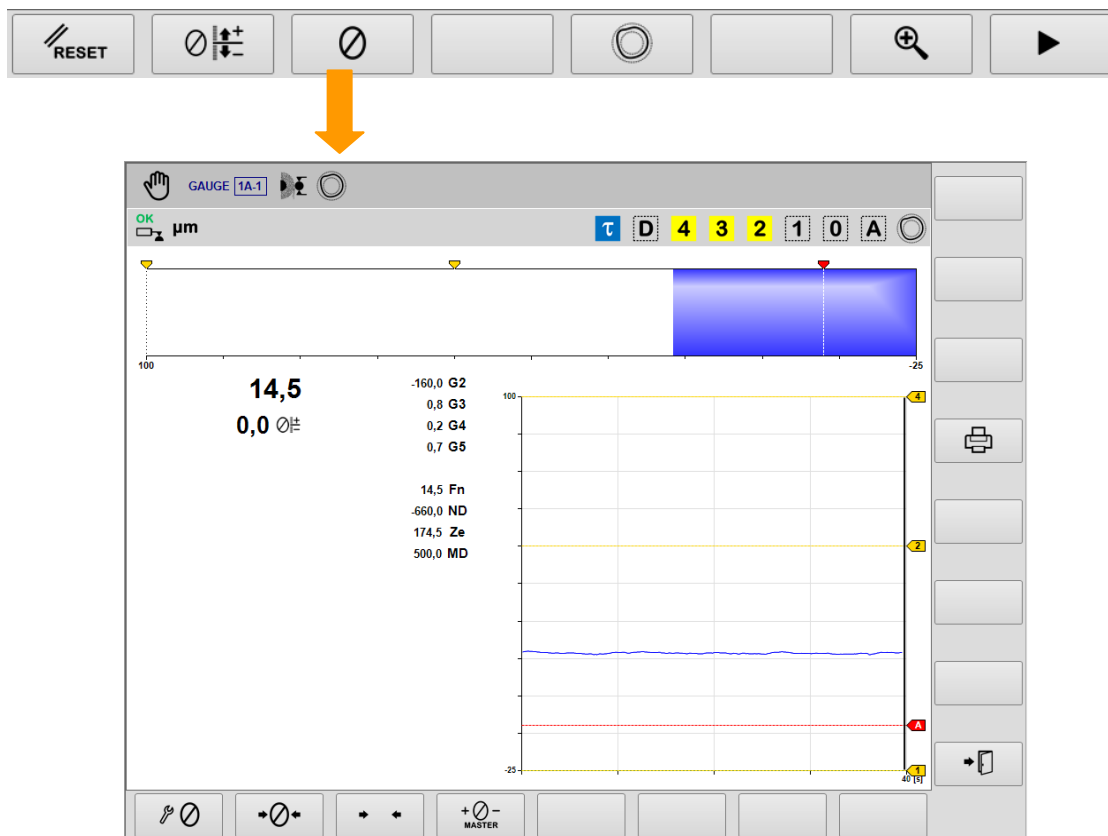 RESET
GAUGE 1A-1
OK
µm
τ D 4 3 2 1 0 A
100 -25
14,5
0,0
-160,0 G2
0,8 G3
0,2 G4
0,7 G5
14,5 Fn
-660,0 ND
174,5 Ze
500,0 MD
100
4
2
A
-25
1
40 [s]
MASTER